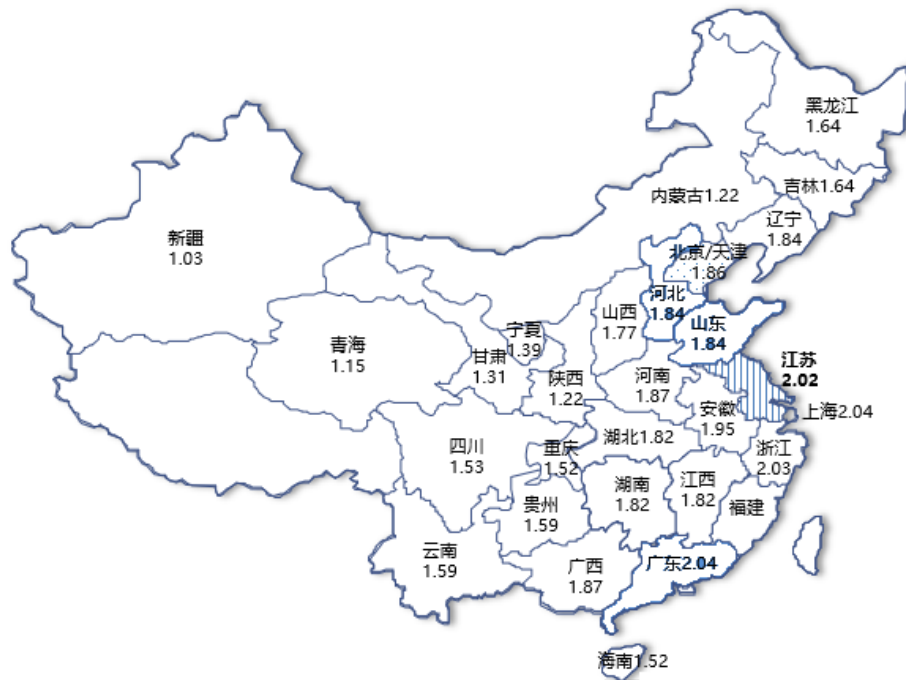 黑龙江
1.64
内蒙古1.22
吉林1.64
辽宁
1.84
新疆
1.03
北京/天津
1.86
河北
1.84
山西
1.77
山东
1.84
宁夏
1.39
青海
1.15
甘肃
1.31
陕西
1.22
河南
1.87
江苏
2.02
安徽
1.95
上海2.04
四川
1.53
重庆
1.52
湖北1.82
浙江
2.03
贵州
1.59
湖南
1.82
江西
1.82
福建
云南
1.59
广西
1.87
广东2.04
海南1.52